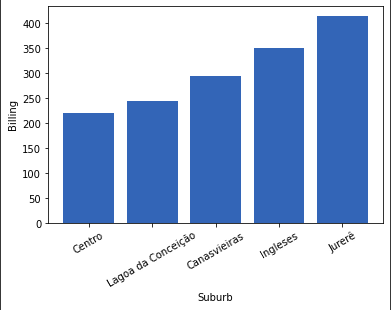 400
350
300
250
200
150
100
50
0
Billing
Centro
Lagoa da Conceição
Canasvieiras
Ingleses
Jurerê
Suburb